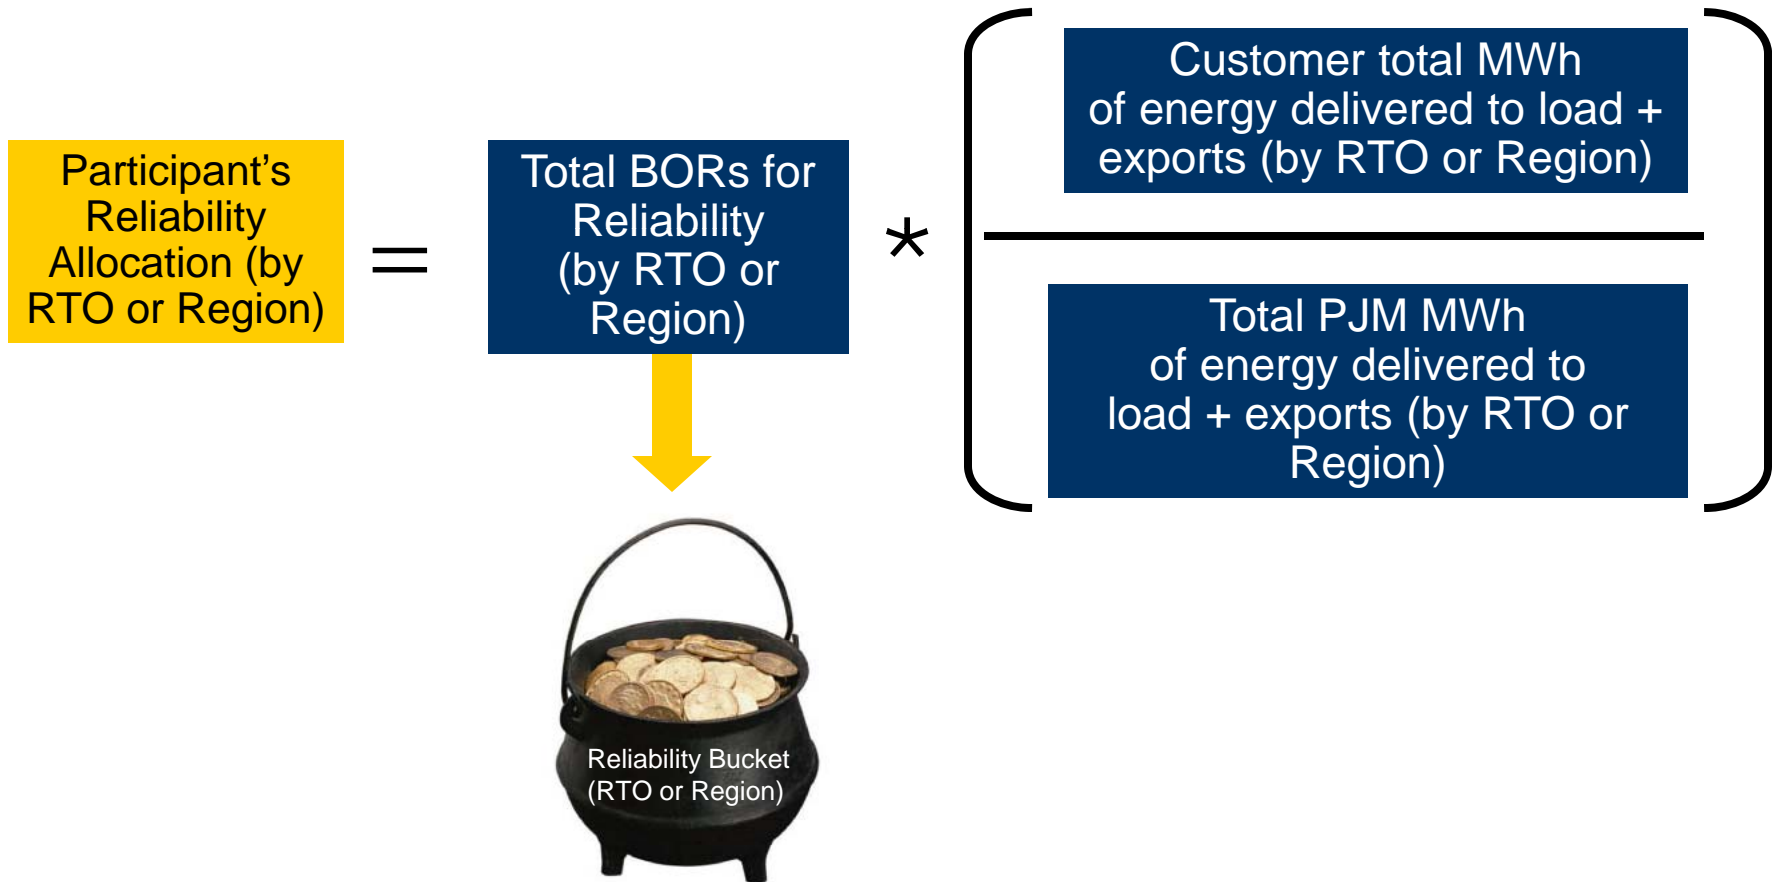 Participant’s
Reliability
Allocation (by
RTO or Region)
=
Total BORs for
Reliability
(by RTO or
Region)
*
Customer total MWh
of energy delivered to load +
exports (by RTO or Region)
Total PJM MWh
of energy delivered to
load + exports (by RTO or
Region)
Reliability Bucket
(RTO or Region)